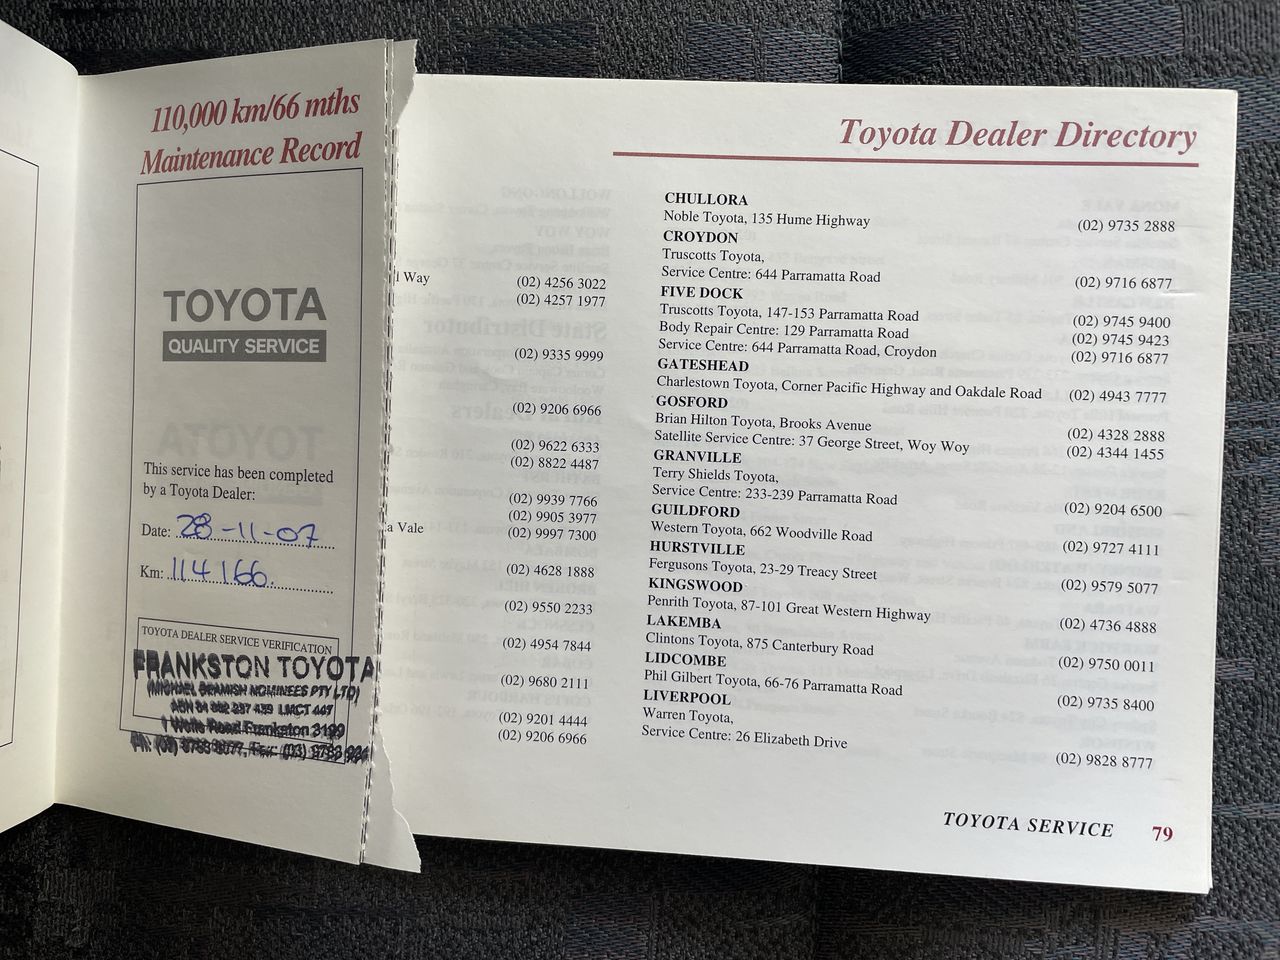 110,000 km/66 mths
Maintenance Record
TOYOTA
QUALITY SERVICE
This service has been completed
by a Toyota Dealer:
Date: 28-11-07
Km: 114166.
TOYOTA DEALER SERVICE VERIFICATION
FRANKSTON TOYOTA
(MICHAEL BEAMISH NOMINEES PTY LTD)
LMCT 447
1 Wells Road Frankston 3199
Toyota Dealer Directory
l Way (02) 4256 3022
(02) 4257 1977
(02) 9335 9999
(02) 9206 6966
(02) 9622 6333
(02) 8822 4487
(02) 9939 7766
(02) 9905 3977
a Vale (02) 9997 7300
(02) 4628 1888
(02) 9550 2233
(02) 4954 7844
(02) 9680 2111
(02) 9201 4444
(02) 9206 6966
CHULLORA
Noble Toyota, 135 Hume Highway (02) 9735 2888
CROYDON
Truscotts Toyota,
Service Centre: 644 Parramatta Road (02) 9716 6877
FIVE DOCK
Truscotts Toyota, 147-153 Parramatta Road (02) 9745 9400
Body Repair Centre: 129 Parramatta Road (02) 9745 9423
Service Centre: 644 Parramatta Road, Croydon (02) 9716 6877
GATESHEAD
Charlestown Toyota, Corner Pacific Highway and Oakdale Road (02) 4943 7777
GOSFORD
Brian Hilton Toyota, Brooks Avenue (02) 4328 2888
Satellite Service Centre: 37 George Street, Woy Woy (02) 4344 1455
GRANVILLE
Terry Shields Toyota,
Service Centre: 233-239 Parramatta Road (02) 9204 6500
GUILDFORD
Western Toyota, 662 Woodville Road (02) 9727 4111
HURSTVILLE
Fergusons Toyota, 23-29 Treacy Street (02) 9579 5077
KINGSWOOD
Penrith Toyota, 87-101 Great Western Highway (02) 4736 4888
LAKEMBA
Clintons Toyota, 875 Canterbury Road (02) 9750 0011
LIDCOMBE
Phil Gilbert Toyota, 66-76 Parramatta Road (02) 9735 8400
LIVERPOOL
Warren Toyota,
Service Centre: 26 Elizabeth Drive (02) 9828 8777
TOYOTA SERVICE 79